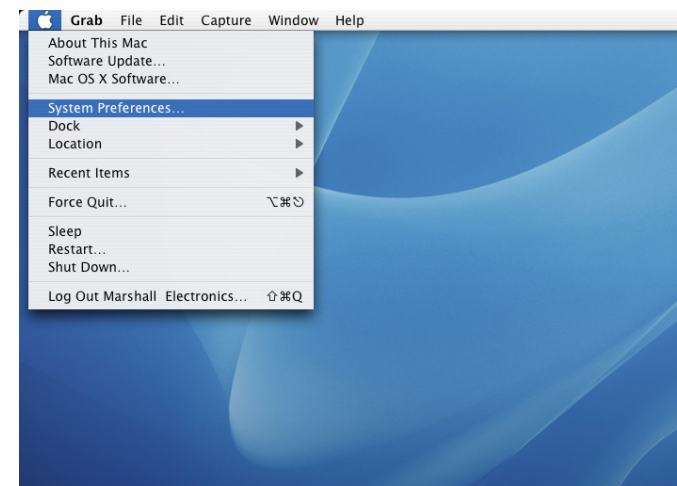 Grab File Edit Capture Window Help
About This Mac
Software Update...
Mac OS X Software...
System Preferences...
Dock
Location
Recent Items
Force Quit... ⌥⌘⎋
Sleep
Restart...
Shut Down...
Log Out Marshall Electronics... ⇧⌘Q